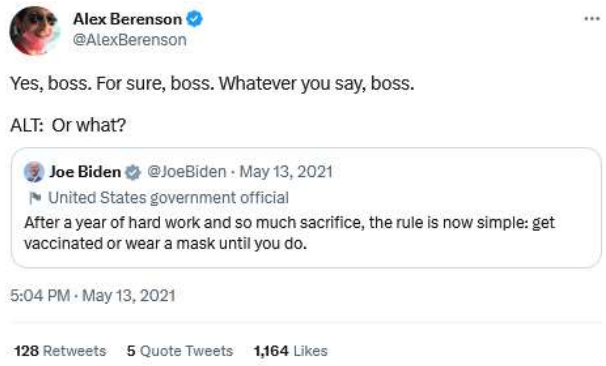 Alex Berenson
@AlexBerenson
Yes, boss. For sure, boss. Whatever you say, boss.
ALT: Or what?
Joe Biden @JoeBiden · May 13, 2021
United States government official
After a year of hard work and so much sacrifice, the rule is now simple: get
vaccinated or wear a mask until you do.
5:04 PM · May 13, 2021
128 Retweets 5 Quote Tweets 1,164 Likes